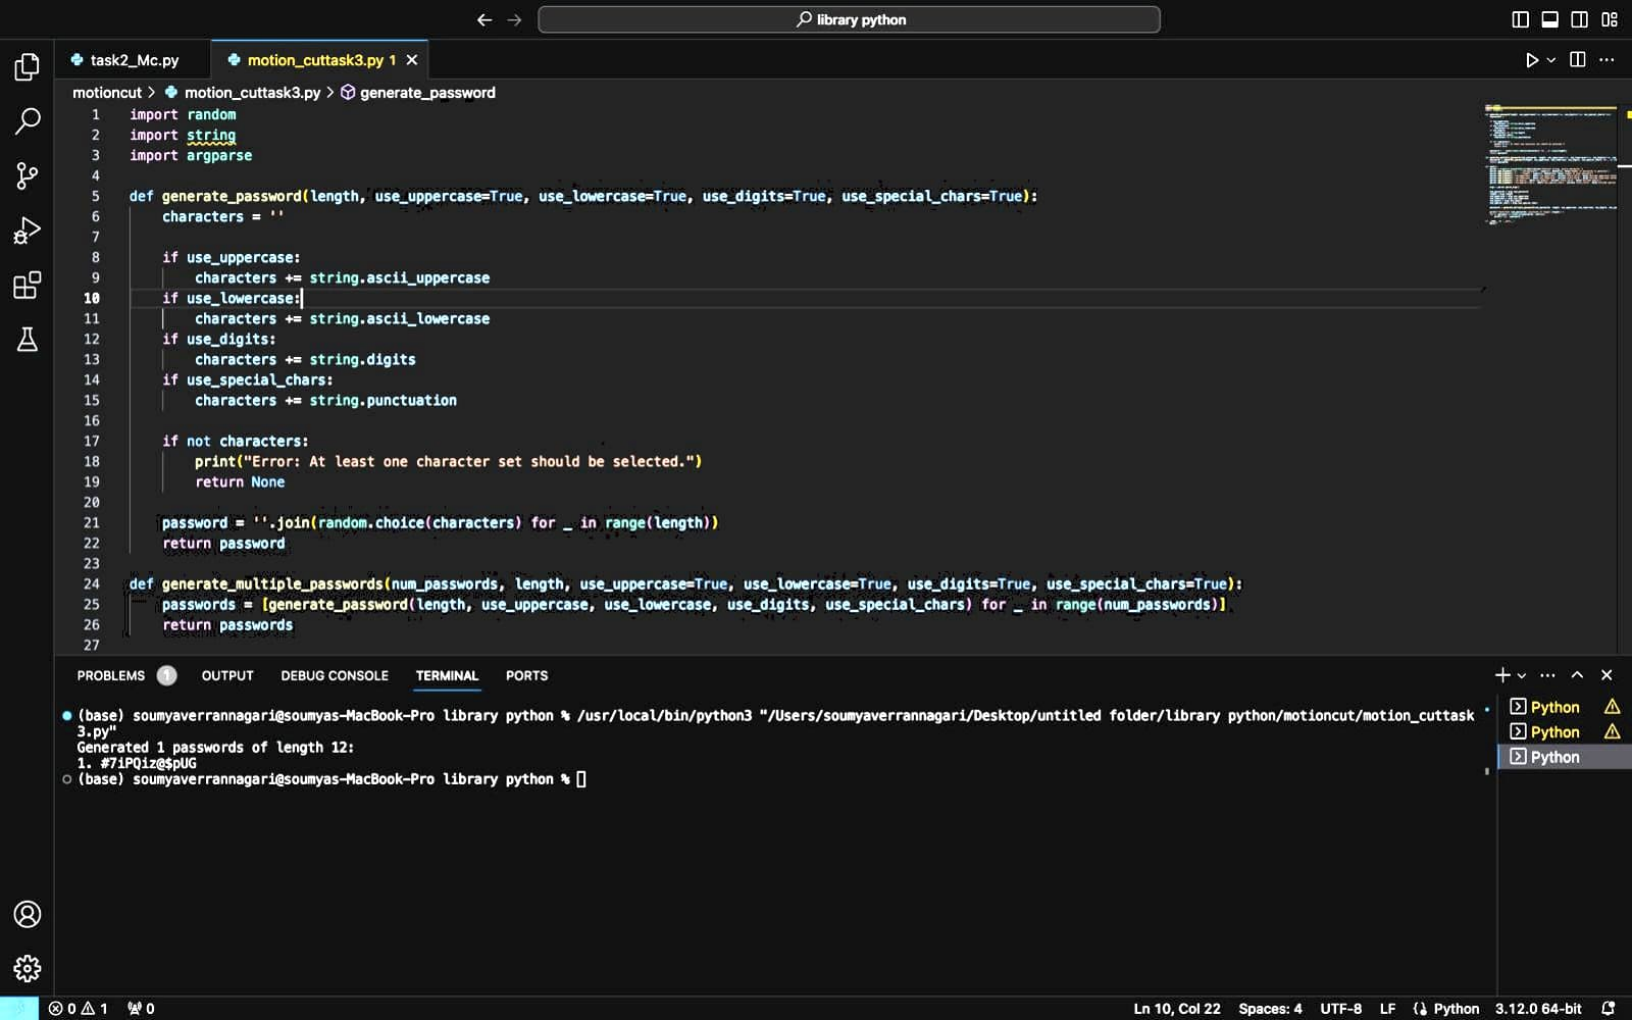 library python
task2_Mc.py
motion_cuttask3.py 1
motioncut > motion_cuttask3.py > generate_password
1 import random
2 import string
3 import argparse
4
5 def generate_password(length, use_uppercase=True, use_lowercase=True, use_digits=True, use_special_chars=True):
6     characters = ''
7
8     if use_uppercase:
9         characters += string.ascii_uppercase
10     if use_lowercase:
11         characters += string.ascii_lowercase
12     if use_digits:
13         characters += string.digits
14     if use_special_chars:
15         characters += string.punctuation
16
17     if not characters:
18         print("Error: At least one character set should be selected.")
19         return None
20
21     password = ''.join(random.choice(characters) for _ in range(length))
22     return password
23
24 def generate_multiple_passwords(num_passwords, length, use_uppercase=True, use_lowercase=True, use_digits=True, use_special_chars=True):
25     passwords = [generate_password(length, use_uppercase, use_lowercase, use_digits, use_special_chars) for _ in range(num_passwords)]
26     return passwords
27
PROBLEMS 1 OUTPUT DEBUG CONSOLE TERMINAL PORTS
(base) soumyaverrannagari@soumyas-MacBook-Pro library python % /usr/local/bin/python3 "/Users/soumyaverrannagari/Desktop/untitled folder/library python/motioncut/motion_cuttask
3.py"
Generated 1 passwords of length 12:
1. #7iPQiz@$pUG
(base) soumyaverrannagari@soumyas-MacBook-Pro library python %
Python
Python
Python
0 1 0
Ln 10, Col 22 Spaces: 4 UTF-8 LF Python 3.12.0 64-bit